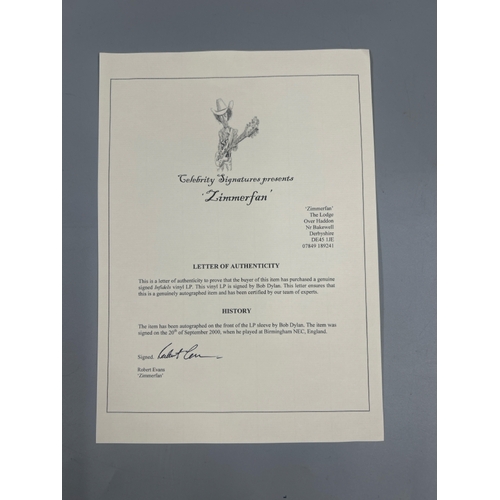 Celebrity Signatures presents
'Zimmerfan'
'Zimmerfan'
The Lodge
Over Haddon
Nr Bakewell
Derbyshire
DE45 1JE
07849 189241
LETTER OF AUTHENTICITY
This is a letter of authenticity to prove that the buyer of this item has purchased a genuine
signed Infidels vinyl LP. This vinyl LP is signed by Bob Dylan. This letter ensures that
this is a genuinely autographed item and has been certified by our team of experts.
HISTORY
The item has been autographed on the front of the LP sleeve by Bob Dylan. The item was
signed on the 20th of September 2000, when he played at Birmingham NEC, England.
Signed.
Robert Evans
'Zimmerfan'